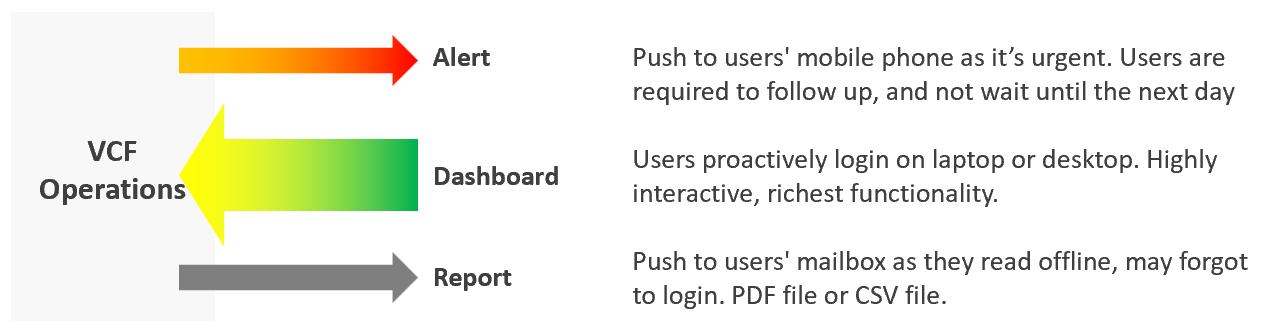 Alert
Push to users' mobile phone as it’s urgent. Users are
required to follow up, and not wait until the next day
VCF
Operations
Dashboard
Users proactively login on laptop or desktop. Highly
interactive, richest functionality.
Report
Push to users' mailbox as they read offline, may forgot
to login. PDF file or CSV file.